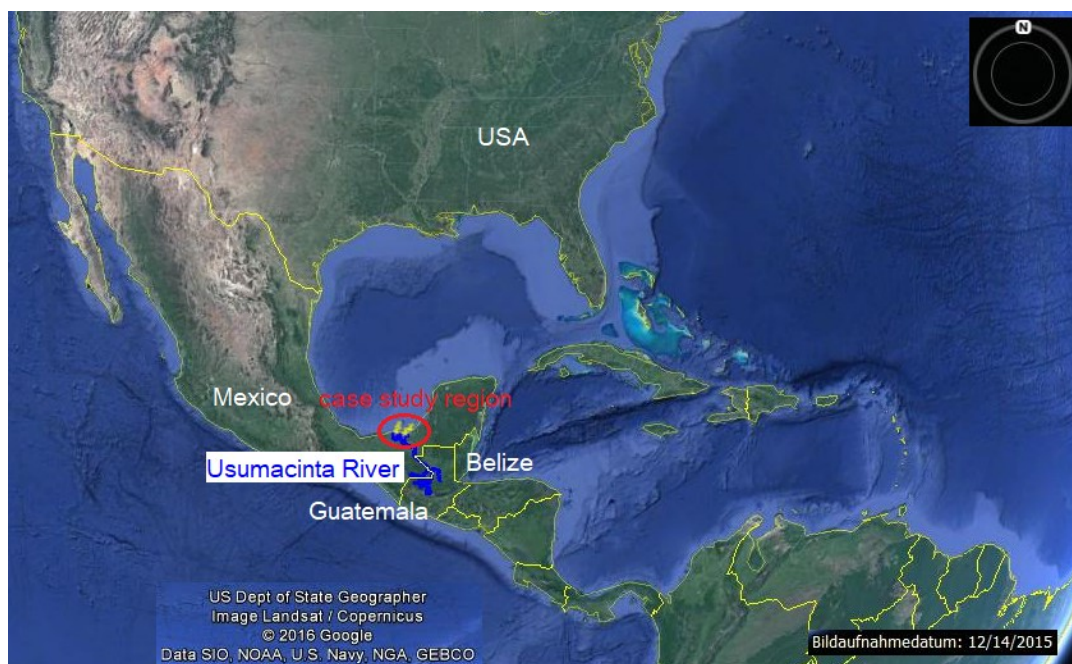 N
USA
Mexico
case study region
Usumacinta River
Belize
Guatemala
US Dept of State Geographer
Image Landsat / Copernicus
© 2016 Google
Data SIO, NOAA, U.S. Navy, NGA, GEBCO
Bildaufnahmedatum: 12/14/2015